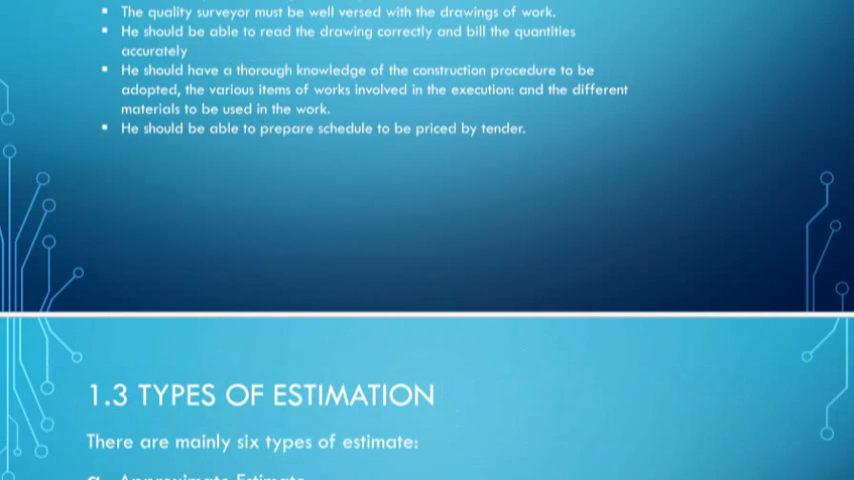 ▪ The quality surveyor must be well versed with the drawings of work.
▪ He should be able to read the drawing correctly and bill the quantities
accurately
▪ He should have a thorough knowledge of the construction procedure to be
adopted, the various items of works involved in the execution: and the different
materials to be used in the work.
▪ He should be able to prepare schedule to be priced by tender.
1.3 TYPES OF ESTIMATION
There are mainly six types of estimate:
Approximate Estimate